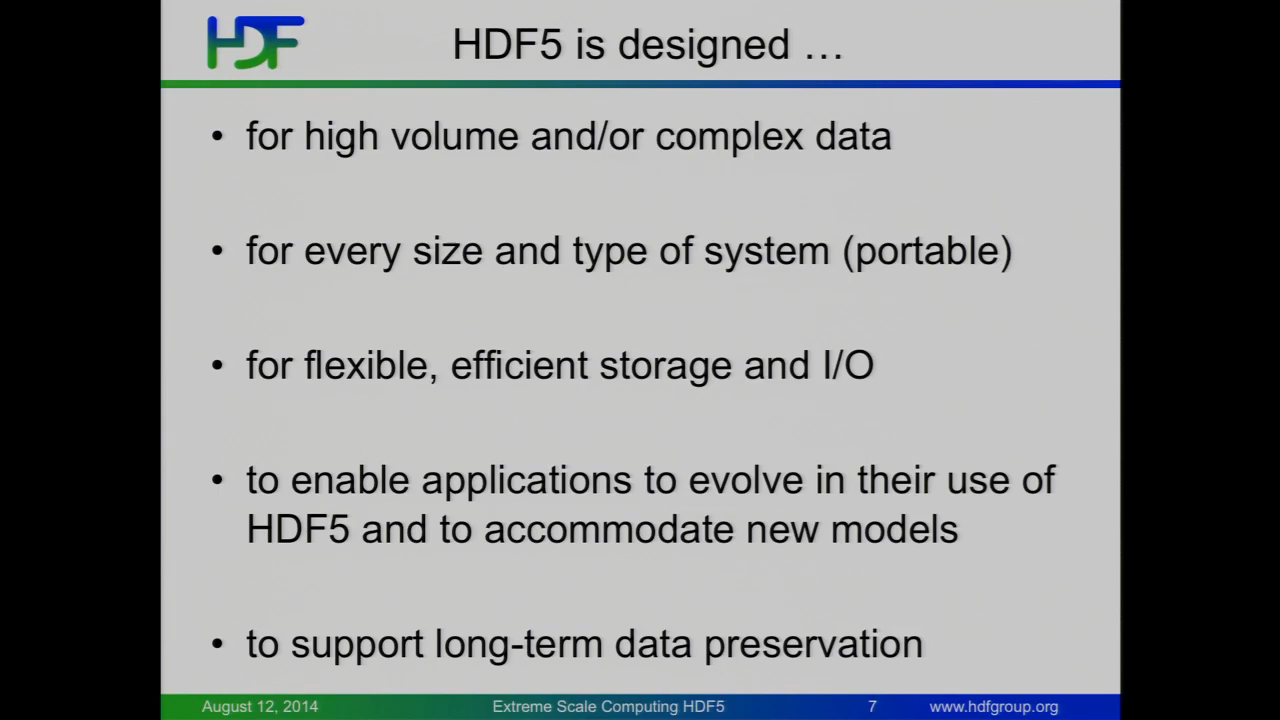 HDF
HDF5 is designed …
• for high volume and/or complex data
• for every size and type of system (portable)
• for flexible, efficient storage and I/O
• to enable applications to evolve in their use of
HDF5 and to accommodate new models
• to support long-term data preservation
August 12, 2014 Extreme Scale Computing HDF5 7 www.hdfgroup.org